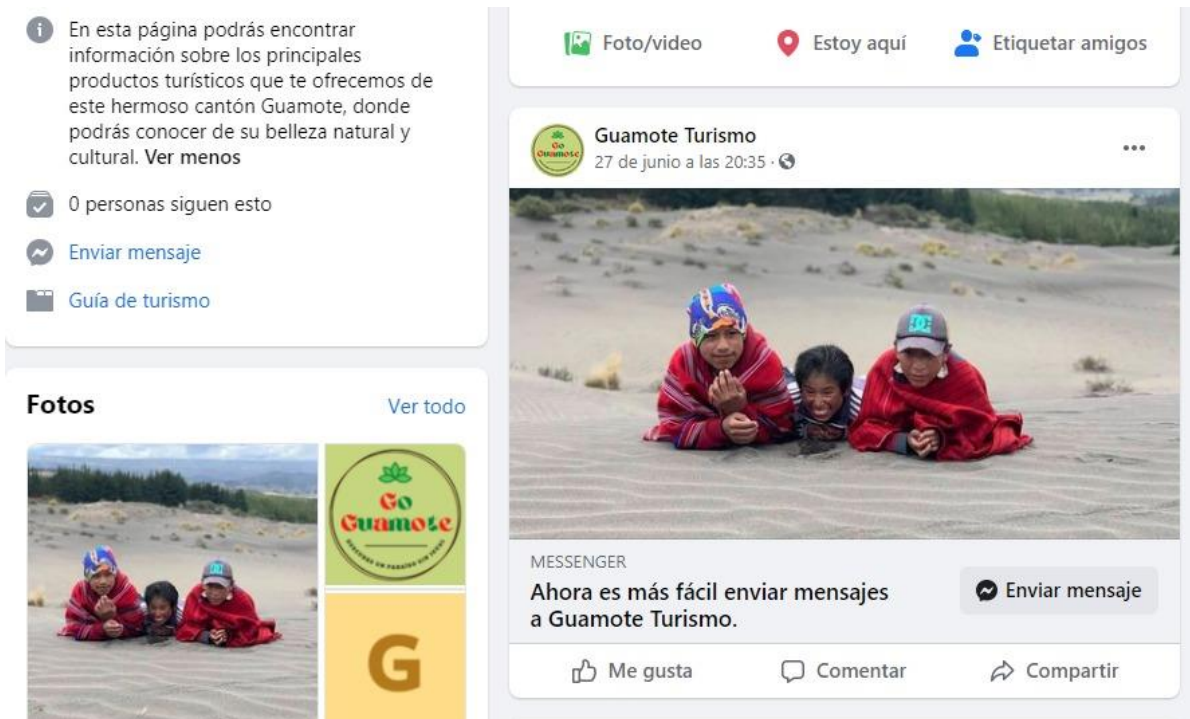 En esta página podrás encontrar
información sobre los principales
productos turísticos que te ofrecemos de
este hermoso cantón Guamote, donde
podrás conocer de su belleza natural y
cultural. Ver menos
0 personas siguen esto
Enviar mensaje
Guía de turismo
Fotos
Ver todo
Go
Guamote
G
Foto/video
Estoy aquí
Etiquetar amigos
Go
Guamote
Guamote Turismo
27 de junio a las 20:35 ·
DC
MESSENGER
Ahora es más fácil enviar mensajes
a Guamote Turismo.
Enviar mensaje
Me gusta
Comentar
Compartir